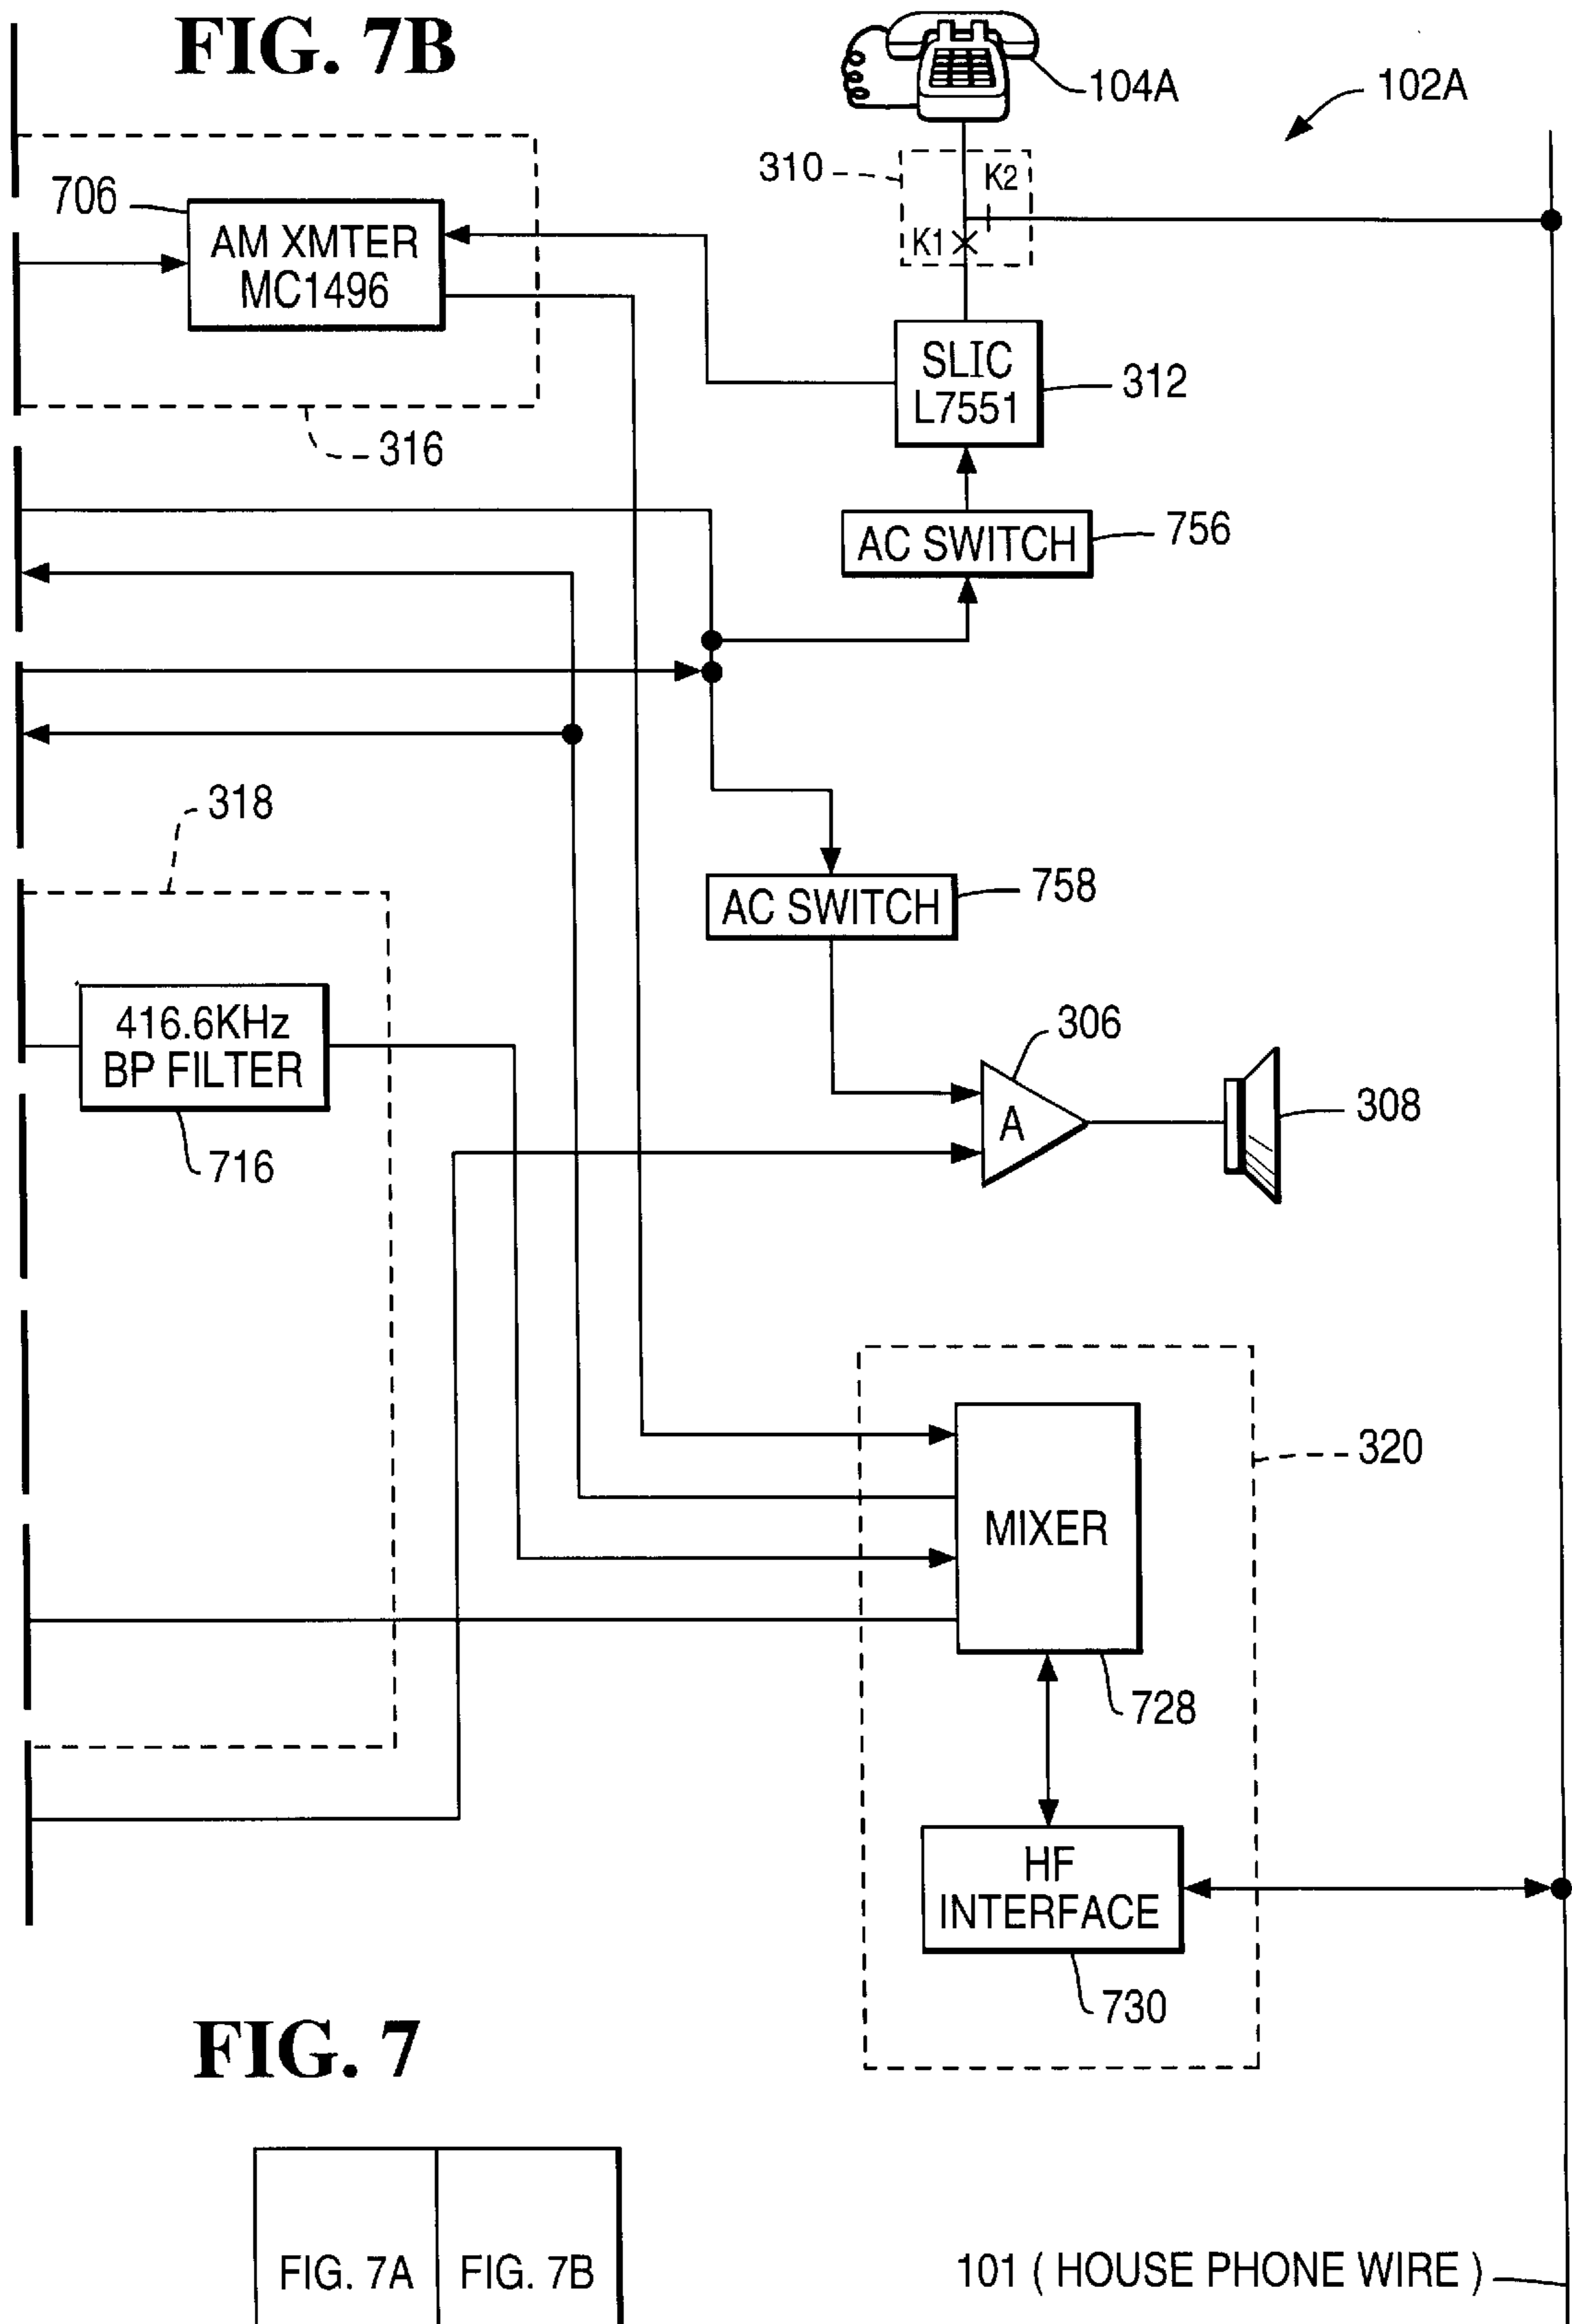 FIG. 7B
104A
102A
310
K2
K1
706
AM XMTER
MC1496
SLIC
L7551
312
316
AC SWITCH
756
318
AC SWITCH
758
416.6KHz
BP FILTER
716
306
A
308
320
MIXER
728
HF
INTERFACE
730
FIG. 7
FIG. 7A
FIG. 7B
101 ( HOUSE PHONE WIRE )